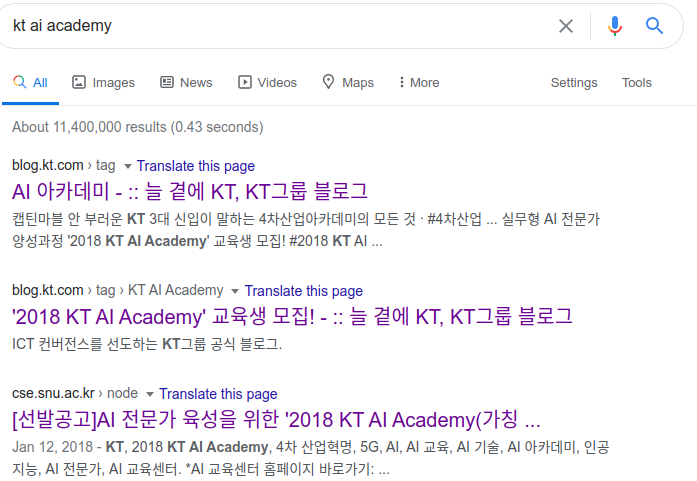 kt ai academy
All Images News Videos Maps More Settings Tools
About 11,400,000 results (0.43 seconds)
blog.kt.com › tag Translate this page
AI 아카데미 - :: 늘 곁에 KT, KT그룹 블로그
캡틴마블 안 부러운 KT 3대 신입이 말하는 4차산업아카데미의 모든 것 · #4차산업 ... 실무형 AI 전문가
양성과정 '2018 KT AI Academy' 교육생 모집! #2018 KT AI ...
blog.kt.com › tag › KT AI Academy Translate this page
'2018 KT AI Academy' 교육생 모집! - :: 늘 곁에 KT, KT그룹 블로그
ICT 컨버전스를 선도하는 KT그룹 공식 블로그.
cse.snu.ac.kr › node Translate this page
[선발공고]AI 전문가 육성을 위한 '2018 KT AI Academy(가칭 ...
Jan 12, 2018 - KT, 2018 KT AI Academy, 4차 산업혁명, 5G, AI, AI 교육, AI 기술, AI 아카데미, 인공
지능, AI 전문가, AI 교육센터. *AI 교육센터 홈페이지 바로가기: ...